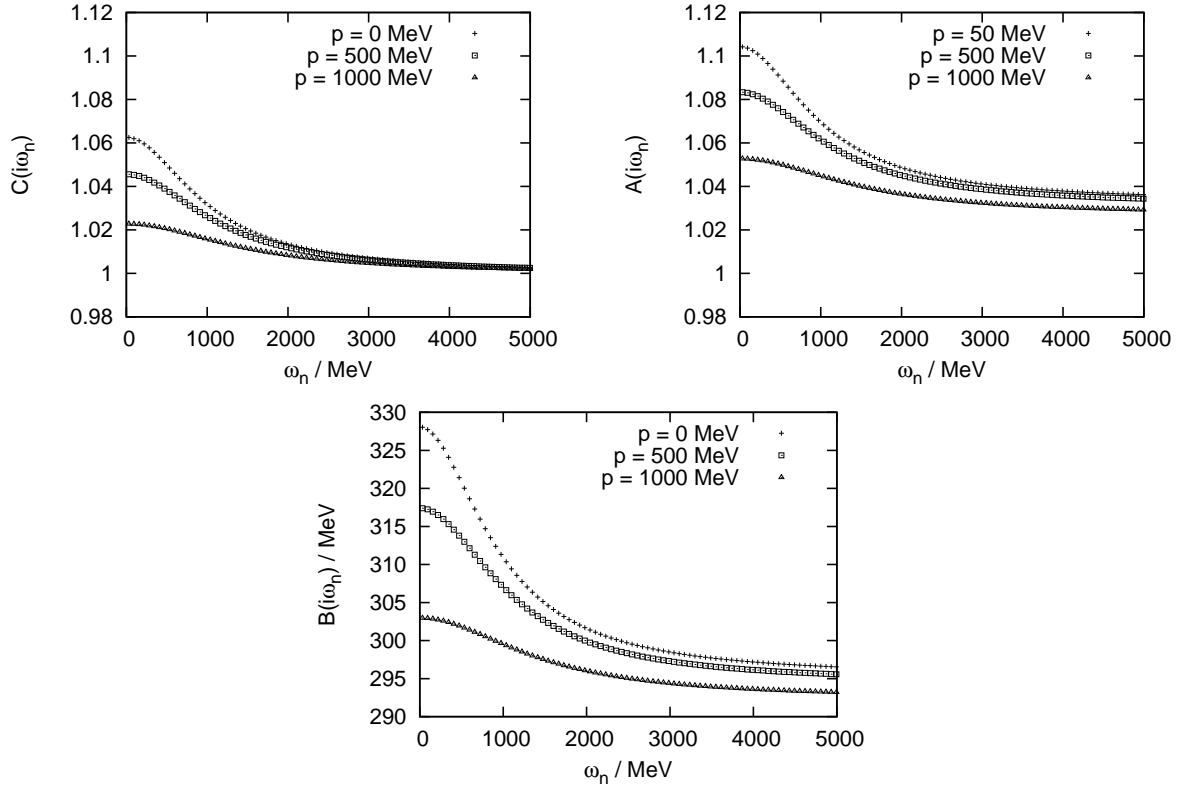 1.12
1.1
1.08
1.06
1.04
1.02
1
0.98
C(iωn)
p = 0 MeV
p = 500 MeV
p = 1000 MeV
0 1000 2000 3000 4000 5000
ωn / MeV
1.12
1.1
1.08
1.06
1.04
1.02
1
0.98
A(iωn)
p = 50 MeV
p = 500 MeV
p = 1000 MeV
0 1000 2000 3000 4000 5000
ωn / MeV
330
325
320
315
310
305
300
295
290
B(iωn) / MeV
p = 0 MeV
p = 500 MeV
p = 1000 MeV
0 1000 2000 3000 4000 5000
ωn / MeV